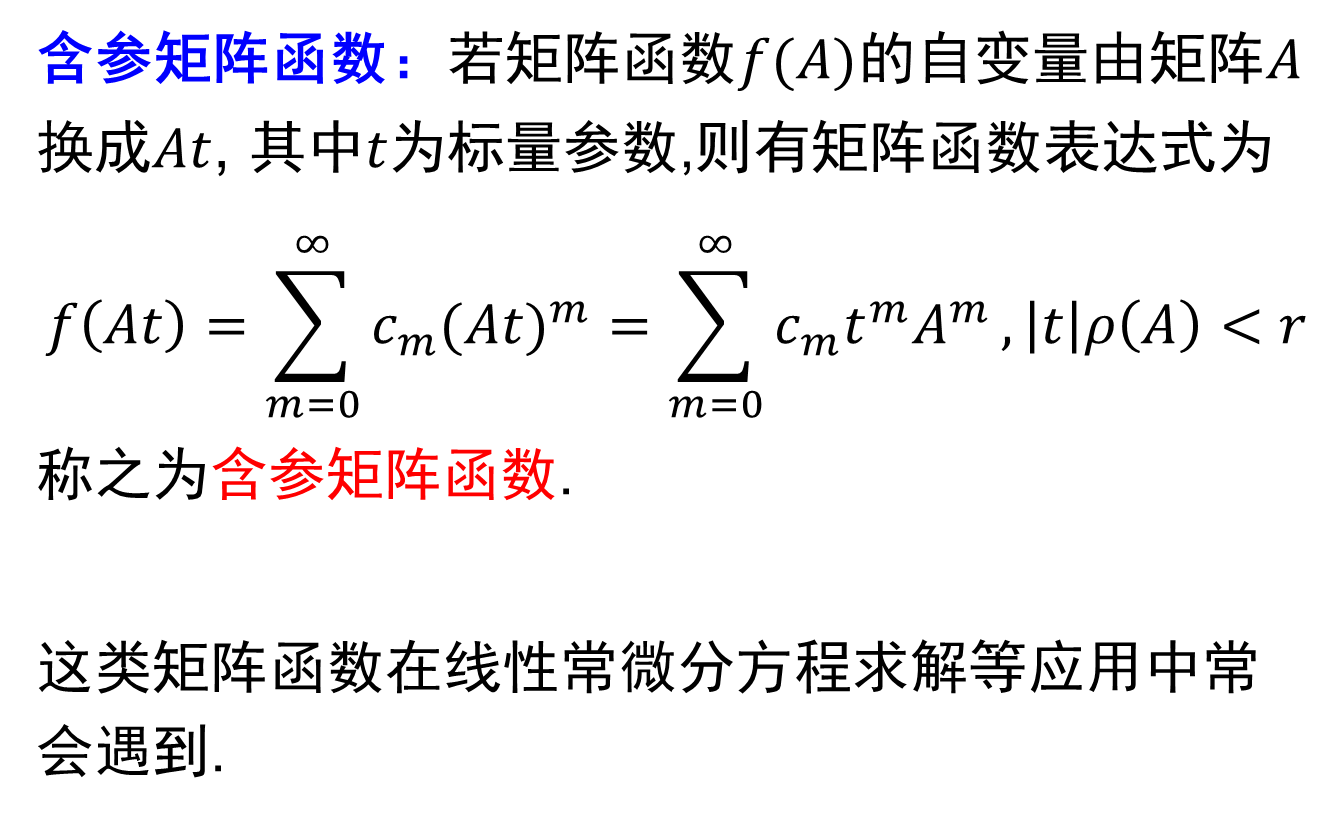 含参矩阵函数：若矩阵函数f(A)的自变量由矩阵A
换成At, 其中t为标量参数,则有矩阵函数表达式为
f(At) = ∑_{m=0}^{∞} c_m(At)^m = ∑_{m=0}^{∞} c_m t^m A^m , |t|ρ(A) < r
称之为含参矩阵函数.
这类矩阵函数在线性常微分方程求解等应用中常
会遇到.